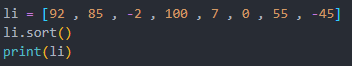 li = [92 , 85 , -2 , 100 , 7 , 0 , 55 , -45]
li.sort()
print(li)